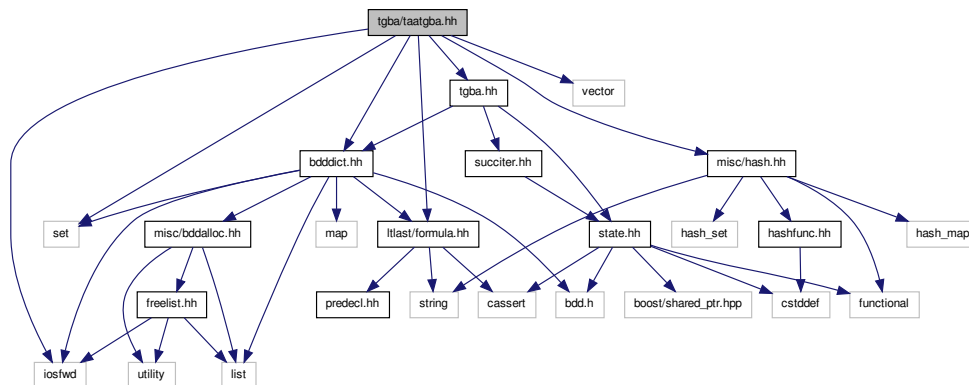 tgba/taatgba.hh
tgba.hh
vector
bdddict.hh
succiter.hh
misc/hash.hh
set
misc/bddalloc.hh
map
ltlast/formula.hh
state.hh
hash_set
hashfunc.hh
hash_map
freelist.hh
predecl.hh
string
cassert
bdd.h
boost/shared_ptr.hpp
cstddef
functional
iosfwd
utility
list